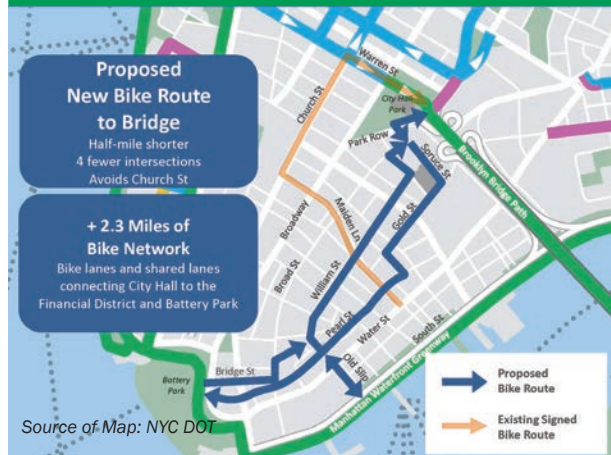 Proposed
New Bike Route
to Bridge
Half-mile shorter
4 fewer intersections
Avoids Church St
+ 2.3 Miles of
Bike Network
Bike lanes and shared lanes
connecting City Hall to the
Financial District and Battery Park
Warren St
Church St
City Hall
Park
Park Row
Spruce St
Brooklyn Bridge Path
Broadway
Maiden Ln
Gold St
Broad St
William St
Pearl St
Water St
South St
Bridge St
Old Slip
Manhattan Waterfront Greenway
Battery
Park
Proposed
Bike Route
Existing Signed
Bike Route
Source of Map: NYC DOT